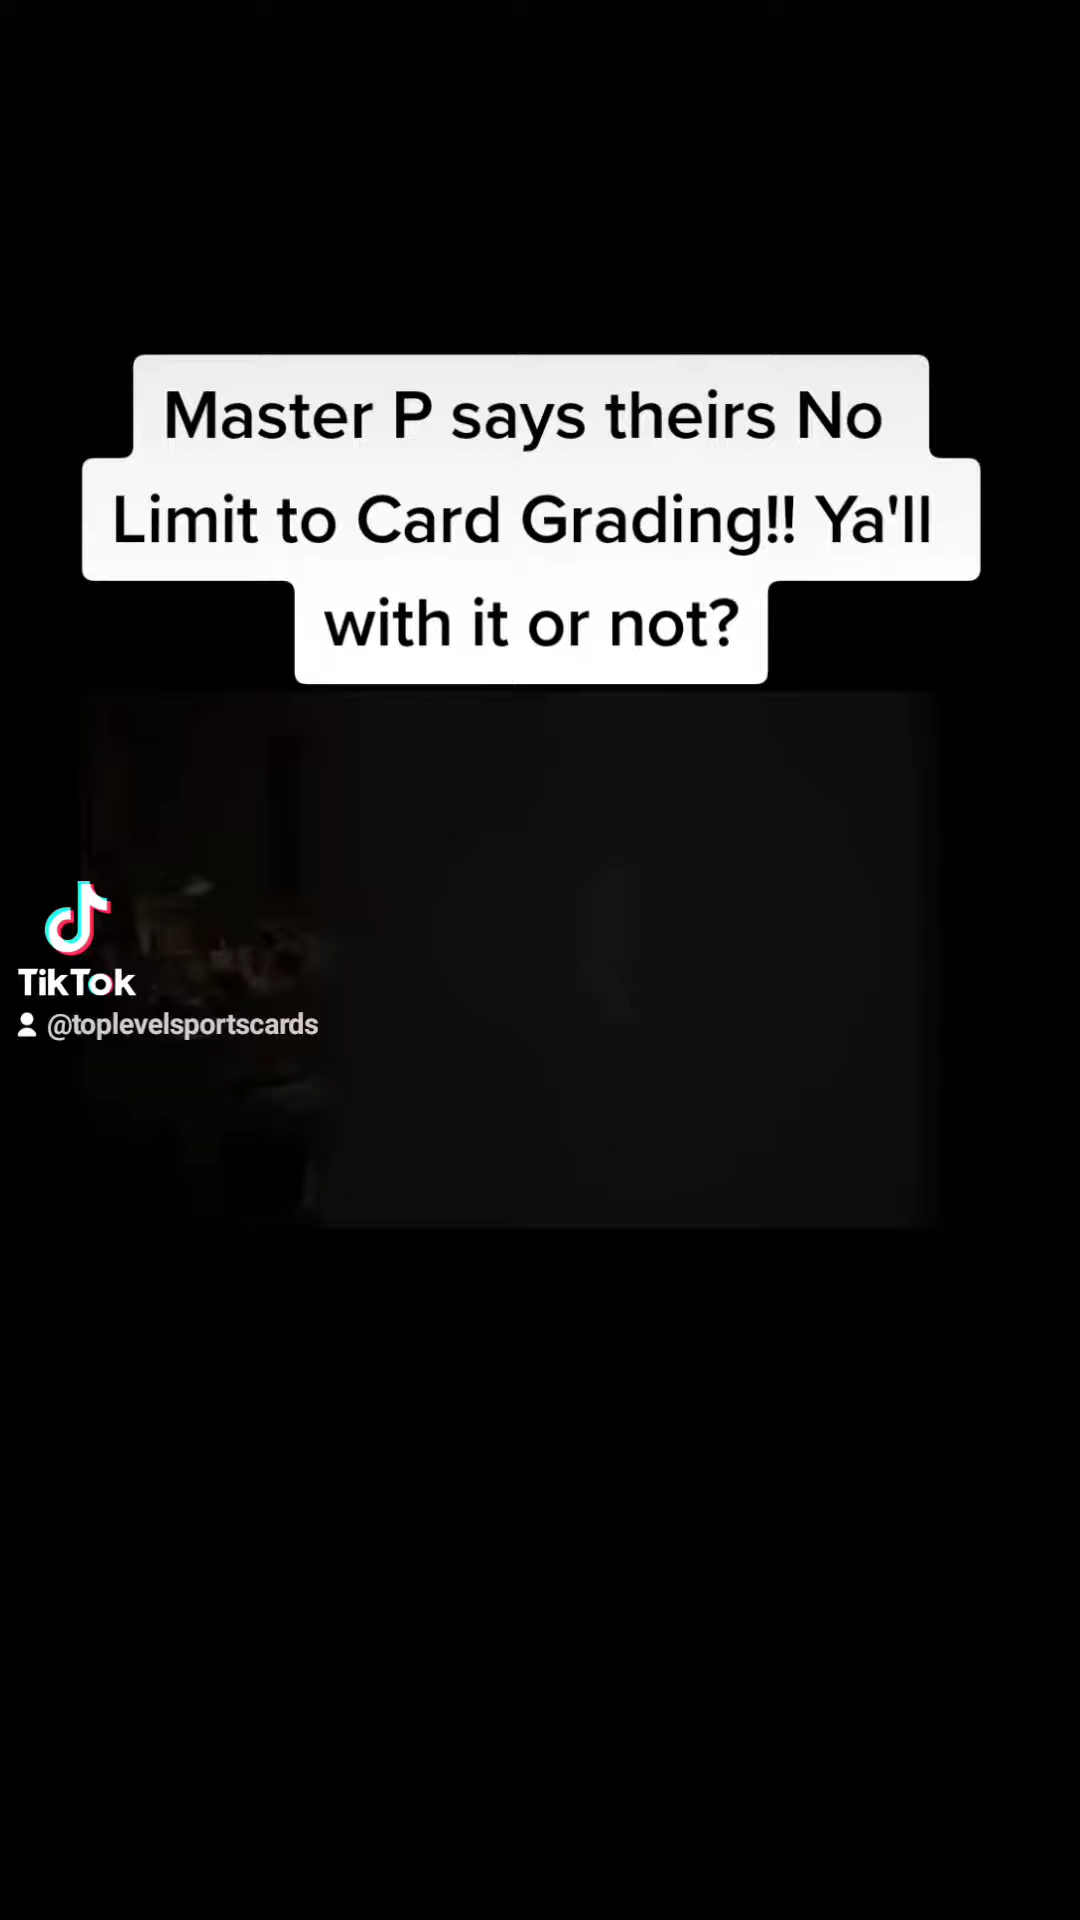 Master P says theirs No
Limit to Card Grading!! Ya'll
with it or not?
TikTok
@toplevelsportscards